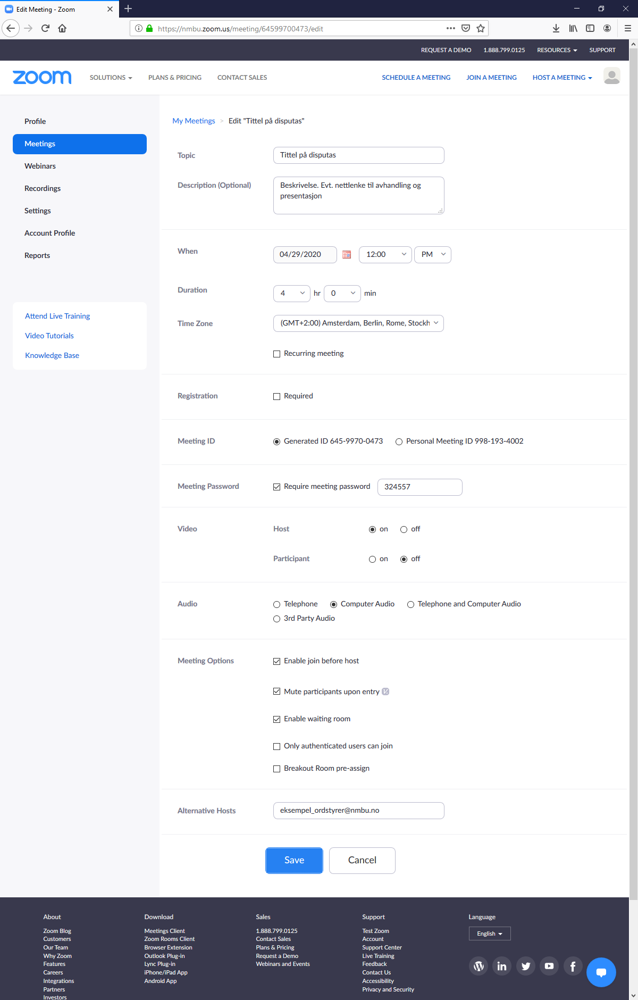 Edit Meeting - Zoom
https://nmbu.zoom.us/meeting/64599700473/edit
REQUEST A DEMO 1.888.799.0125 RESOURCES SUPPORT
zoom SOLUTIONS PLANS & PRICING CONTACT SALES SCHEDULE A MEETING JOIN A MEETING HOST A MEETING
Profile
Meetings
Webinars
Recordings
Settings
Account Profile
Reports
Attend Live Training
Video Tutorials
Knowledge Base
My Meetings > Edit "Tittel på disputas"
Topic Tittel på disputas
Description (Optional) Beskrivelse. Evt. nettlenke til avhandling og
presentasjon
When 04/29/2020 12:00 PM
Duration 4 hr 0 min
Time Zone (GMT+2:00) Amsterdam, Berlin, Rome, Stockh
Recurring meeting
Registration Required
Meeting ID Generated ID 645-9970-0473 Personal Meeting ID 998-193-4002
Meeting Password Require meeting password 324557
Video Host on off
Participant on off
Audio Telephone Computer Audio Telephone and Computer Audio
3rd Party Audio
Meeting Options Enable join before host
Mute participants upon entry
Enable waiting room
Only authenticated users can join
Breakout Room pre-assign
Alternative Hosts eksempel_ordstyrer@nmbu.no
Save Cancel
About
Zoom Blog
Customers
Our Team
Why Zoom
Features
Careers
Integrations
Partners
Investors
Download
Meetings Client
Zoom Rooms Client
Browser Extension
Outlook Plug-in
Lync Plug-in
iPhone/iPad App
Android App
Sales
1.888.799.0125
Contact Sales
Plans & Pricing
Request a Demo
Webinars and Events
Support
Test Zoom
Account
Support Center
Live Training
Feedback
Contact Us
Accessibility
Privacy and Security
Language
English